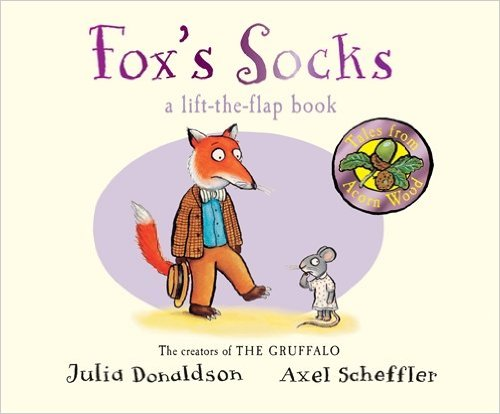 Fox's Socks
a lift-the-flap book
Tales from
Acorn Wood
The creators of THE GRUFFALO
Julia Donaldson Axel Scheffler